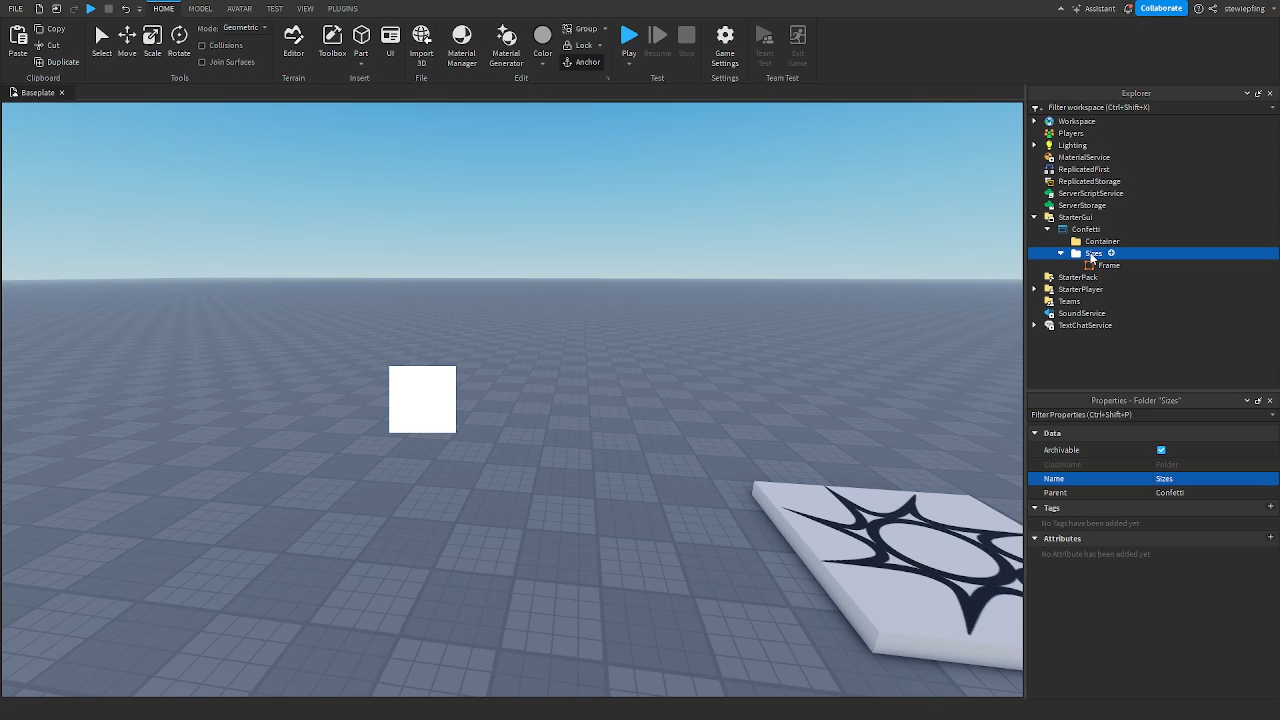 FILE HOME MODEL AVATAR TEST VIEW PLUGINS Assistant Collaborate stewiepfing
Copy Cut Duplicate Paste Clipboard
Select Move Scale Rotate Mode: Geometric Collisions Join Surfaces Tools
Editor Terrain
Toolbox Part UI Insert
Import 3D File
Material Manager Material Generator Color Group Lock Anchor Edit
Play Resume Stop Test
Game Settings Settings
Team Test Exit Game Team Test
Baseplate
Explorer
Filter workspace (Ctrl+Shift+X)
Workspace
Players
Lighting
MaterialService
ReplicatedFirst
ReplicatedStorage
ServerScriptService
ServerStorage
StarterGui
Confetti
Container
Sizes
Frame
StarterPack
StarterPlayer
Teams
SoundService
TextChatService
Properties - Folder "Sizes"
Filter Properties (Ctrl+Shift+P)
Data
Archivable
ClassName Folder
Name Sizes
Parent Confetti
Tags
No Tags have been added yet
Attributes
No Attribute has been added yet